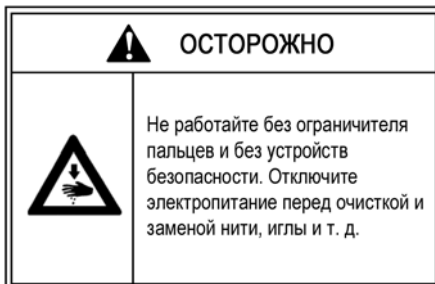 ОСТОРОЖНО
Не работайте без ограничителя
пальцев и без устройств
безопасности. Отключите
электропитание перед очисткой и
заменой нити, иглы и т. д.